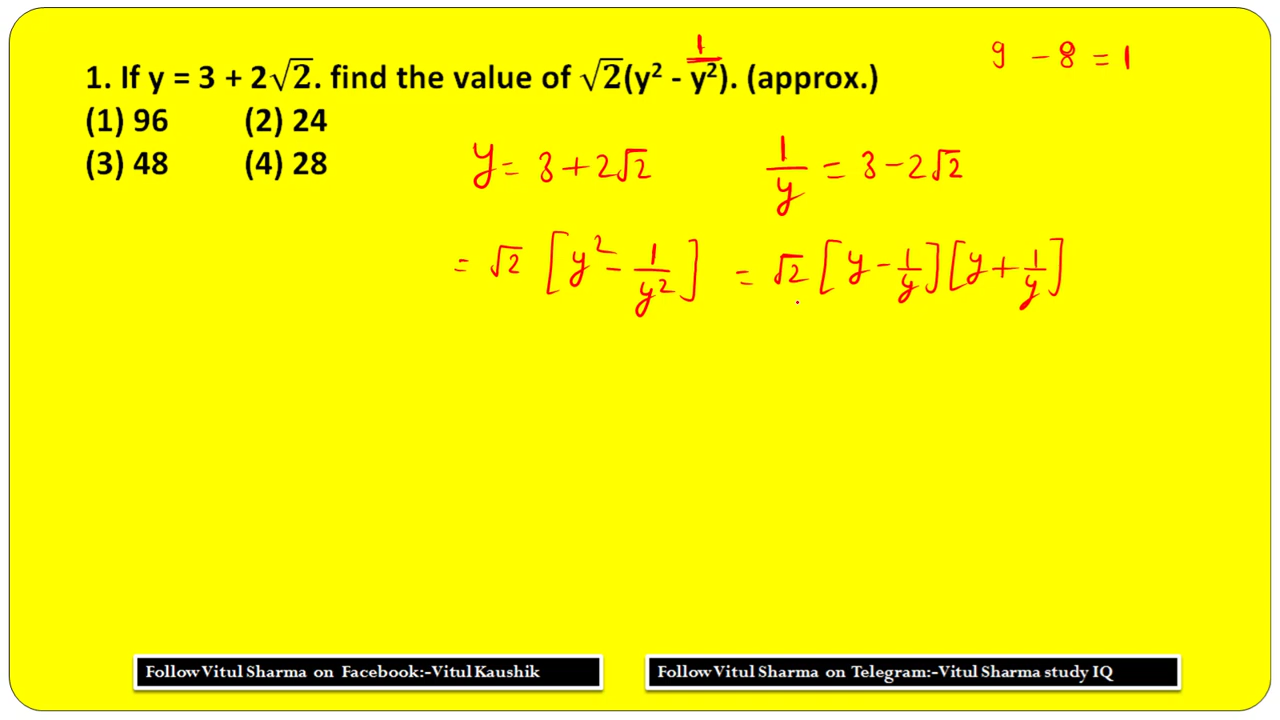 1. If y = 3 + 2√2. find the value of √2(y² - 1/y²). (approx.)
9 - 8 = 1
(1) 96 (2) 24
(3) 48 (4) 28
y = 3 + 2√2 1/y = 3 - 2√2
= √2 [y² - 1/y²] = √2 [y - 1/y][y + 1/y]
Follow Vitul Sharma on Facebook:-Vitul Kaushik
Follow Vitul Sharma on Telegram:-Vitul Sharma study IQ